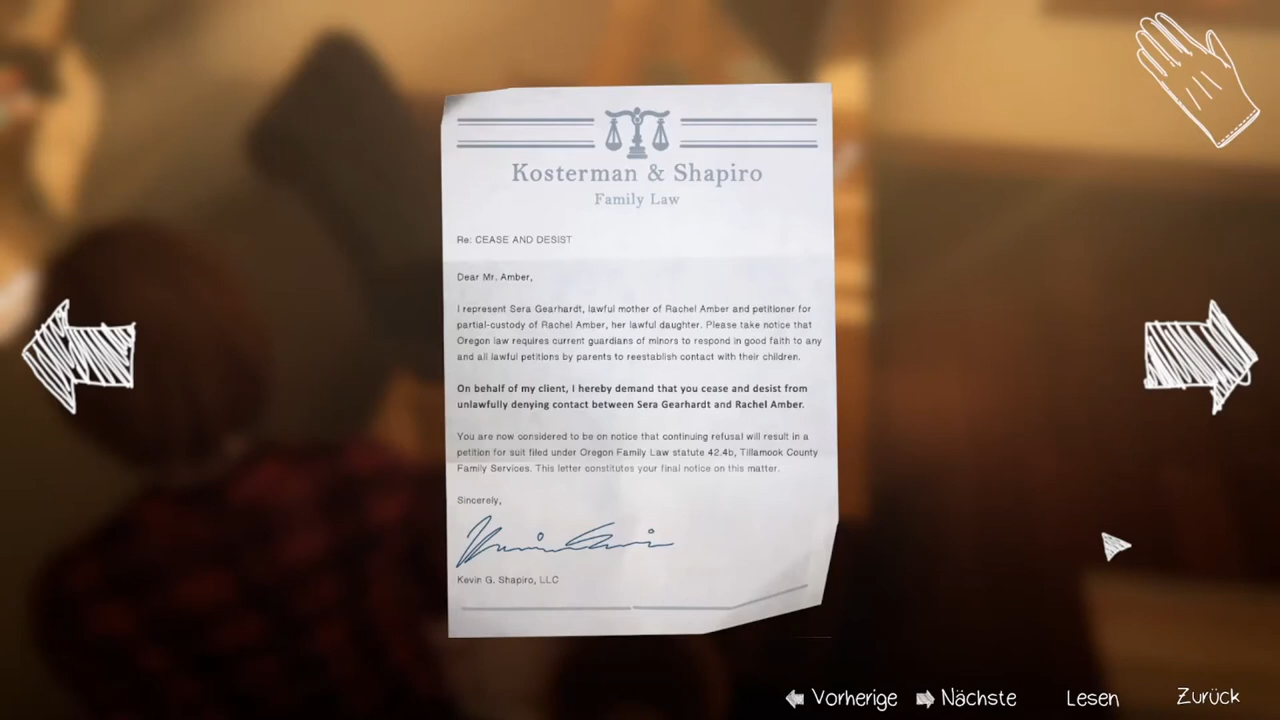 Kosterman & Shapiro
Family Law
Re: CEASE AND DESIST
Dear Mr. Amber,
I represent Sera Gearhardt, lawful mother of Rachel Amber and petitioner for
partial-custody of Rachel Amber, her lawful daughter. Please take notice that
Oregon law requires current guardians of minors to respond in good faith to any
and all lawful petitions by parents to reestablish contact with their children.
On behalf of my client, I hereby demand that you cease and desist from
unlawfully denying contact between Sera Gearhardt and Rachel Amber.
You are now considered to be on notice that continuing refusal will result in a
petition for suit filed under Oregon Family Law statute 42.4b, Tillamook County
Family Services. This letter constitutes your final notice on this matter.
Sincerely,
Kevin G. Shapiro, LLC
Vorherige Nächste Lesen Zurück